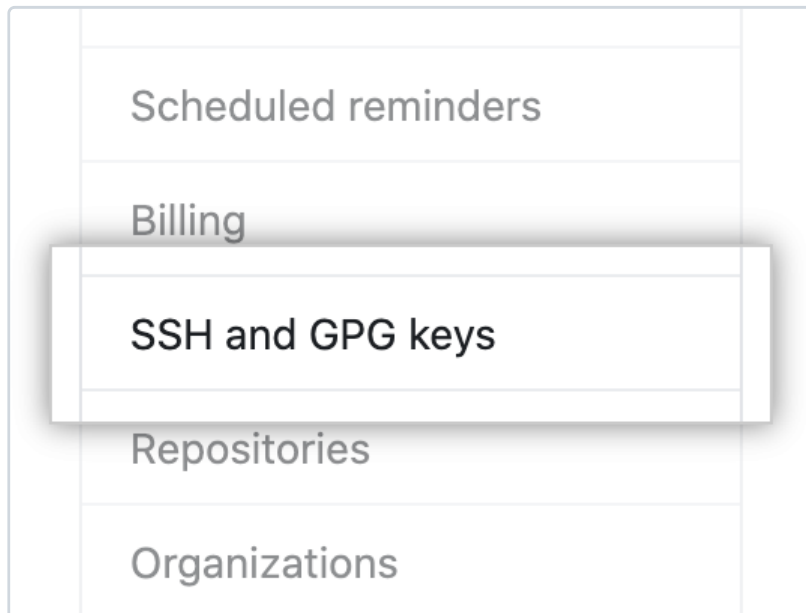 Scheduled reminders
Billing
SSH and GPG keys
Repositories
Organizations